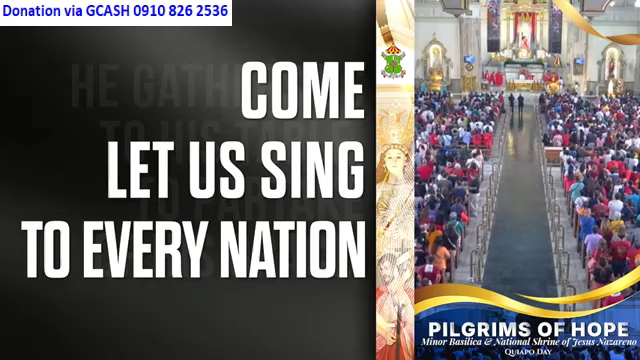 Donation via GCASH 0910 826 2536
COME
LET US SING
TO EVERY NATION
PILGRIMS OF HOPE
Minor Basilica & National Shrine of Jesus Nazareno
QUIAPO DAY